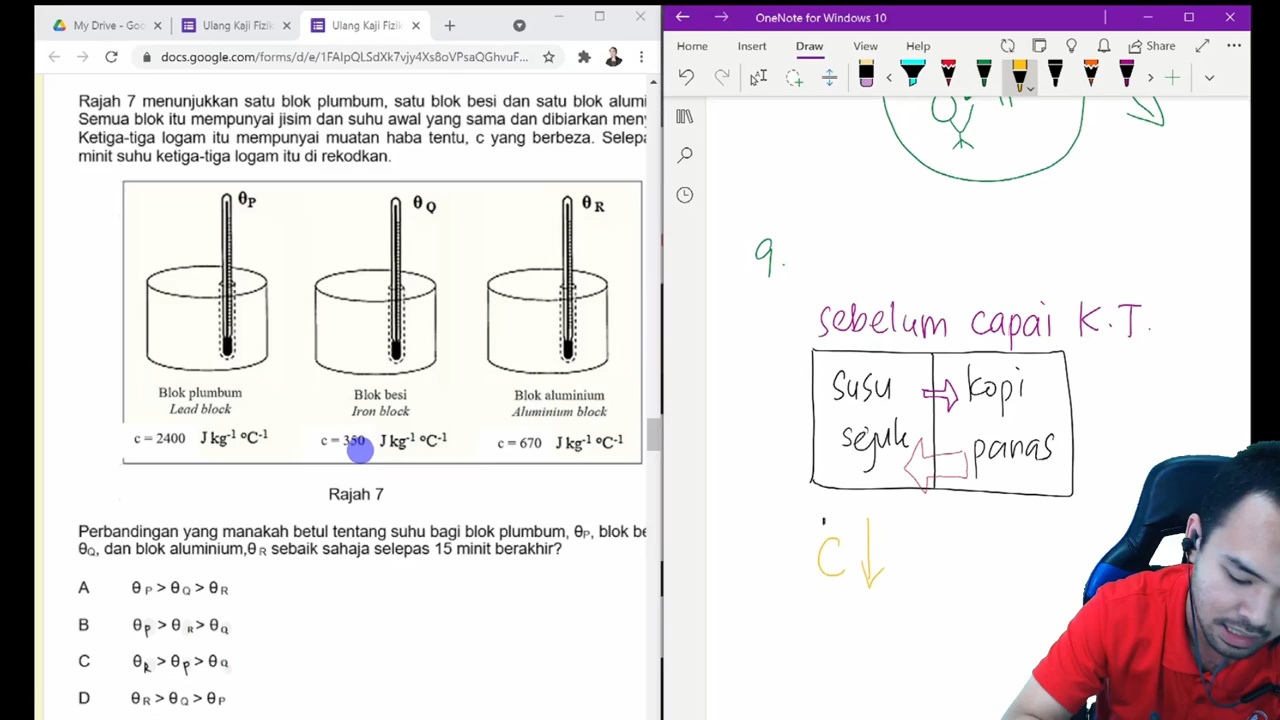 My Drive - Goo
Ulang Kaji Fizik
Ulang Kaji Fizik
docs.google.com/forms/d/e/1FAIpQLSdXk7vjy4Xs8oVPsaQGhvuF...
Rajah 7 menunjukkan satu blok plumbum, satu blok besi dan satu blok alumi
Semua blok itu mempunyai jisim dan suhu awal yang sama dan dibiarkan men
Ketiga-tiga logam itu mempunyai muatan haba tentu, c yang berbeza. Selepa
minit suhu ketiga-tiga logam itu di rekodkan.
θP
θQ
θR
Blok plumbum
Lead block
Blok besi
Iron block
Blok aluminium
Aluminium block
c = 2400 J kg⁻¹ °C⁻¹
c = 350 J kg⁻¹ °C⁻¹
c = 670 J kg⁻¹ °C⁻¹
Rajah 7
Perbandingan yang manakah betul tentang suhu bagi blok plumbum, θP, blok be
θQ, dan blok aluminium,θR sebaik sahaja selepas 15 minit berakhir?
A θP > θQ > θR
B θP > θR > θQ
C θR > θP > θQ
D θR > θQ > θP
OneNote for Windows 10
Home Insert Draw View Help
Share
9.
sebelum capai K.T.
susu
sejuk
kopi
panas
C ↓